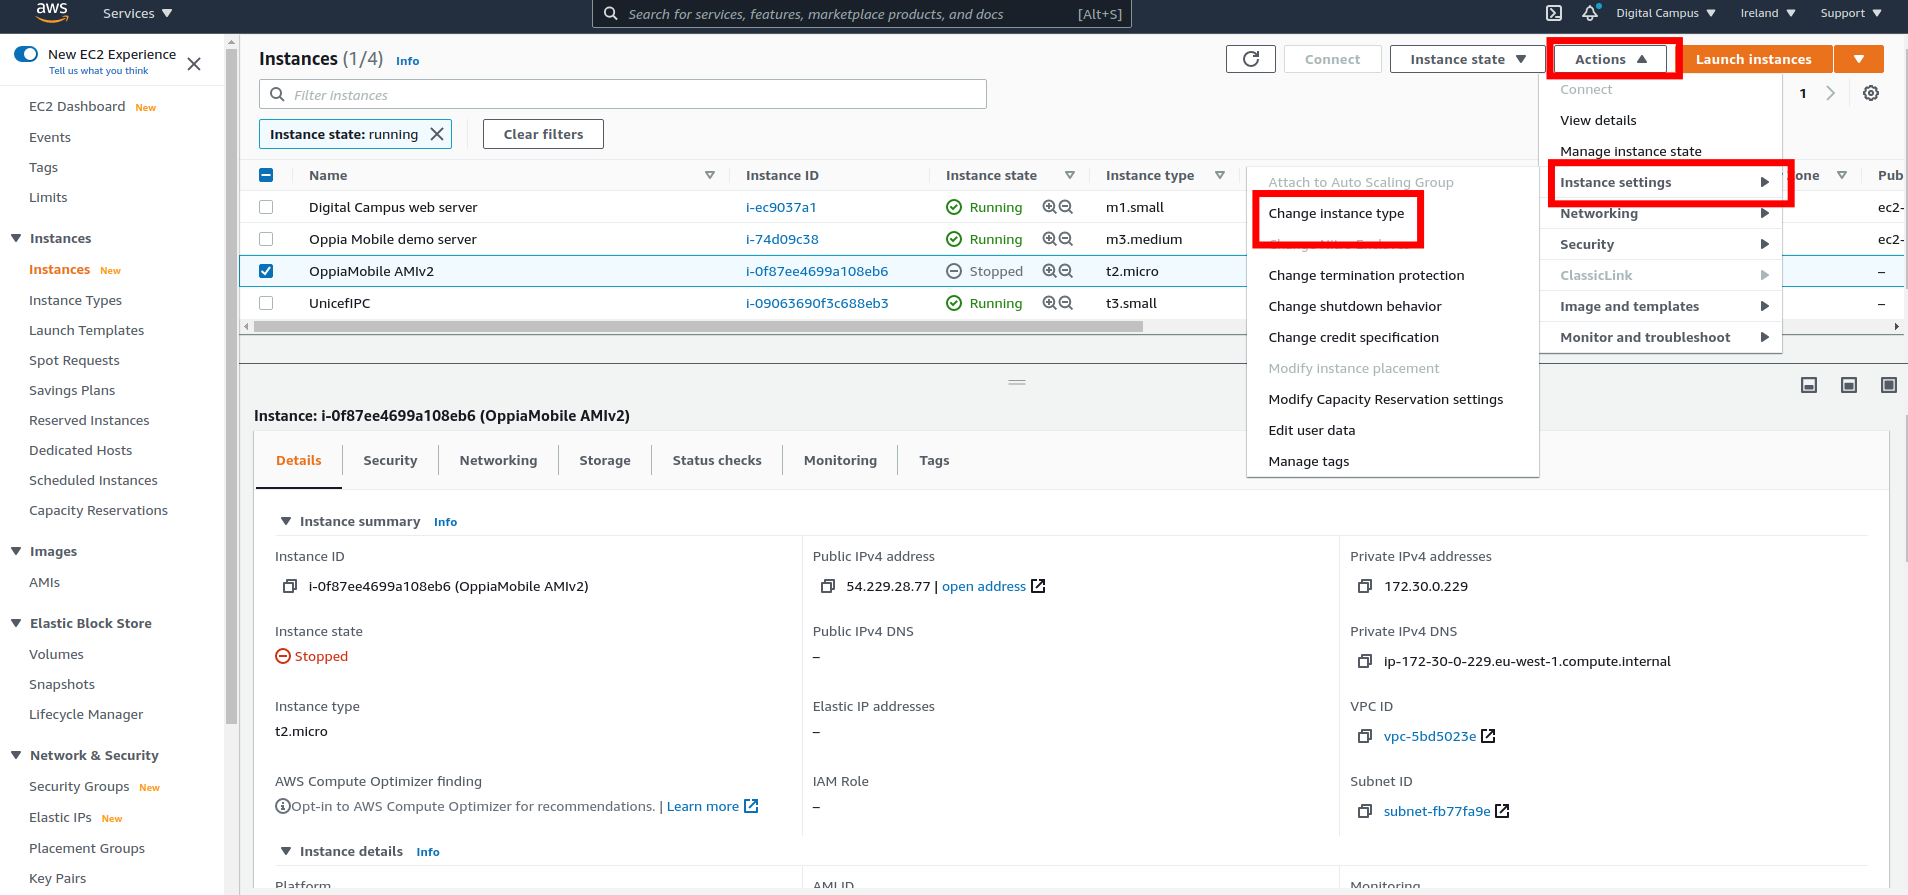 aws
Services
Search for services, features, marketplace products, and docs
[Alt+S]
Digital Campus
Ireland
Support
New EC2 Experience
Tell us what you think
EC2 Dashboard New
Events
Tags
Limits
Instances
Instances New
Instance Types
Launch Templates
Spot Requests
Savings Plans
Reserved Instances
Dedicated Hosts
Scheduled Instances
Capacity Reservations
Images
AMIs
Elastic Block Store
Volumes
Snapshots
Lifecycle Manager
Network & Security
Security Groups New
Elastic IPs New
Placement Groups
Key Pairs
Instances (1/4) Info
Connect
Instance state
Actions
Launch instances
Filter instances
1
Instance state: running
Clear filters
Name Instance ID Instance state Instance type one Pub
Digital Campus web server i-ec9037a1 Running m1.small ec2-
Oppia Mobile demo server i-74d09c38 Running m3.medium ec2-
OppiaMobile AMIv2 i-0f87ee4699a108eb6 Stopped t2.micro –
UnicefIPC i-09063690f3c688eb3 Running t3.small –
Connect
View details
Manage instance state
Instance settings
Networking
Security
ClassicLink
Image and templates
Monitor and troubleshoot
Attach to Auto Scaling Group
Change instance type
Change termination protection
Change shutdown behavior
Change credit specification
Modify instance placement
Modify Capacity Reservation settings
Edit user data
Manage tags
Instance: i-0f87ee4699a108eb6 (OppiaMobile AMIv2)
Details Security Networking Storage Status checks Monitoring Tags
Instance summary Info
Instance ID
i-0f87ee4699a108eb6 (OppiaMobile AMIv2)
Public IPv4 address
54.229.28.77 | open address
Private IPv4 addresses
172.30.0.229
Instance state
Stopped
Public IPv4 DNS
–
Private IPv4 DNS
ip-172-30-0-229.eu-west-1.compute.internal
Instance type
t2.micro
Elastic IP addresses
–
VPC ID
vpc-5bd5023e
AWS Compute Optimizer finding
Opt-in to AWS Compute Optimizer for recommendations. | Learn more
IAM Role
–
Subnet ID
subnet-fb77fa9e
Instance details Info
Platform
AMI ID
Monitoring